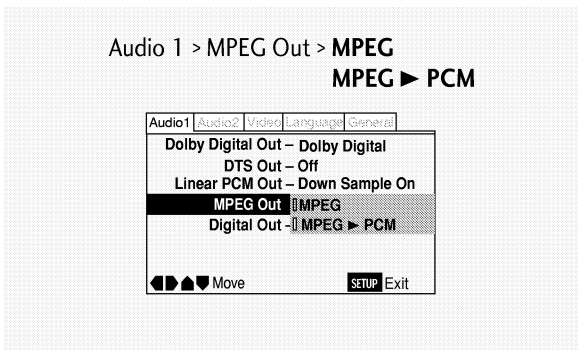 Audio 1 > MPEG Out > MPEG
MPEG ► PCM
Audio1 Audio2 Video Language General
Dolby Digital Out – Dolby Digital
DTS Out – Off
Linear PCM Out – Down Sample On
MPEG Out MPEG
Digital Out - MPEG ► PCM
Move SETUP Exit